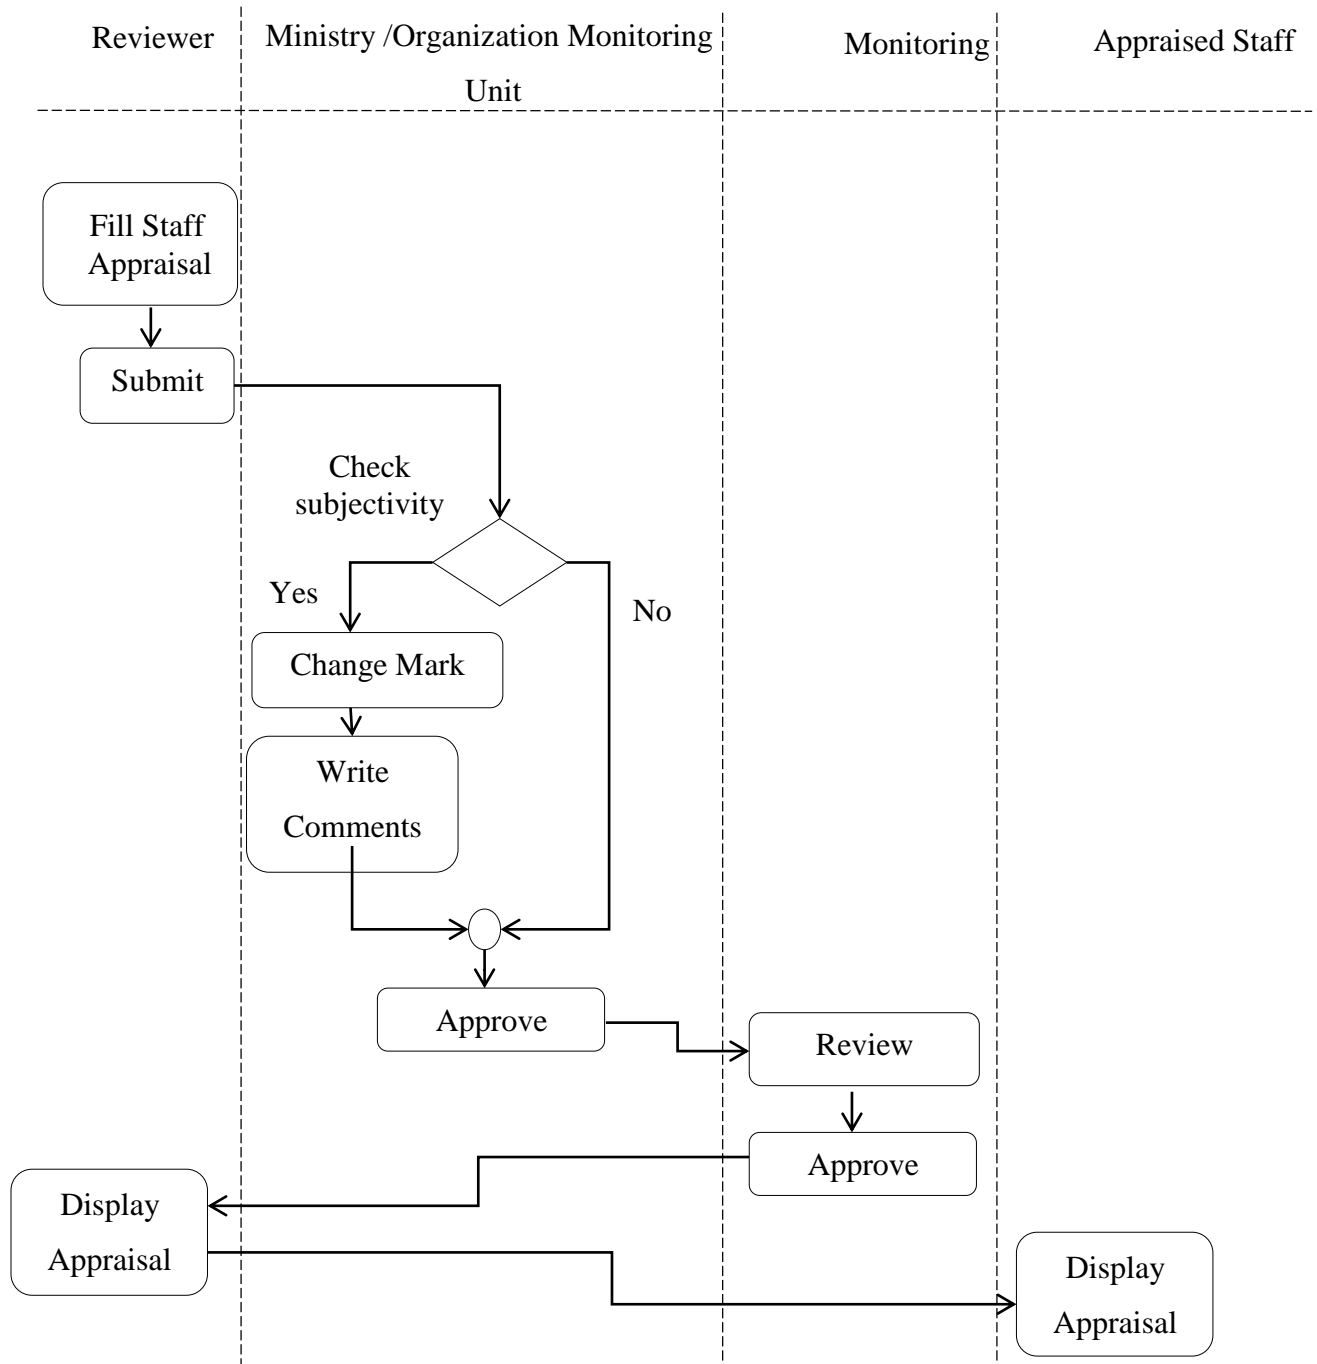 Reviewer
Ministry /Organization Monitoring
Unit
Monitoring
Appraised Staff
Fill Staff
Appraisal
Submit
Check
subjectivity
Yes
No
Change Mark
Write
Comments
Approve
Review
Approve
Display
Appraisal
Display
Appraisal